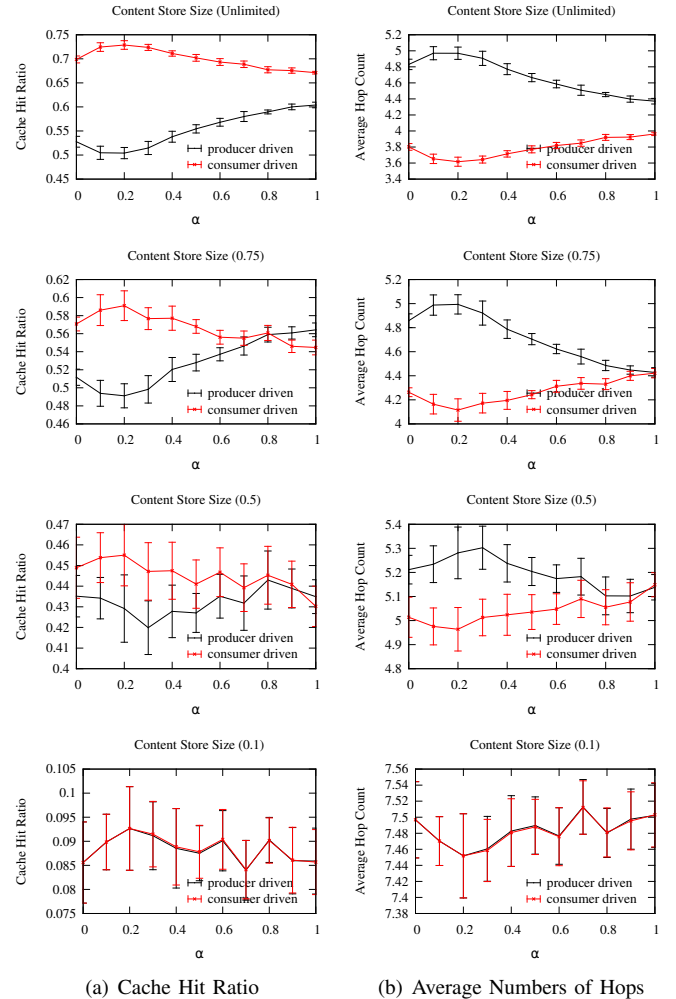 Content Store Size (Unlimited)
Cache Hit Ratio
0.75
0.7
0.65
0.6
0.55
0.5
0.45
producer driven
consumer driven
0 0.2 0.4 0.6 0.8 1
α
Content Store Size (Unlimited)
Average Hop Count
5.2
5
4.8
4.6
4.4
4.2
4
3.8
3.6
3.4
producer driven
consumer driven
0 0.2 0.4 0.6 0.8 1
α
Content Store Size (0.75)
Cache Hit Ratio
0.62
0.6
0.58
0.56
0.54
0.52
0.5
0.48
0.46
producer driven
consumer driven
0 0.2 0.4 0.6 0.8 1
α
Content Store Size (0.75)
Average Hop Count
5.2
5
4.8
4.6
4.4
4.2
4
producer driven
consumer driven
0 0.2 0.4 0.6 0.8 1
α
Content Store Size (0.5)
Cache Hit Ratio
0.47
0.46
0.45
0.44
0.43
0.42
0.41
0.4
producer driven
consumer driven
0 0.2 0.4 0.6 0.8 1
α
Content Store Size (0.5)
Average Hop Count
5.4
5.3
5.2
5.1
5
4.9
4.8
producer driven
consumer driven
0 0.2 0.4 0.6 0.8 1
α
Content Store Size (0.1)
Cache Hit Ratio
0.105
0.1
0.095
0.09
0.085
0.08
0.075
producer driven
consumer driven
0 0.2 0.4 0.6 0.8 1
α
Content Store Size (0.1)
Average Hop Count
7.56
7.54
7.52
7.5
7.48
7.46
7.44
7.42
7.4
7.38
producer driven
consumer driven
0 0.2 0.4 0.6 0.8 1
α
(a) Cache Hit Ratio
(b) Average Numbers of Hops